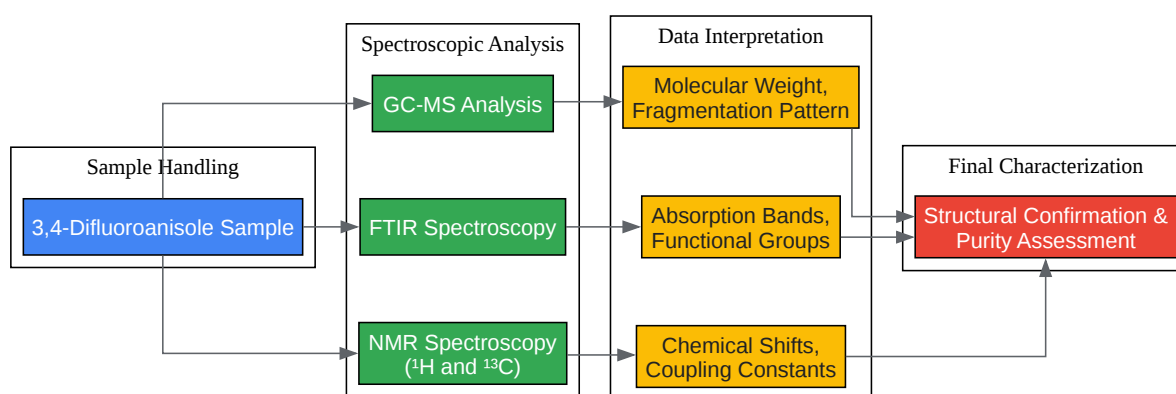 Sample Handling
3,4-Difluoroanisole Sample
Spectroscopic Analysis
GC-MS Analysis
FTIR Spectroscopy
NMR Spectroscopy
(¹H and ¹³C)
Data Interpretation
Molecular Weight,
Fragmentation Pattern
Absorption Bands,
Functional Groups
Chemical Shifts,
Coupling Constants
Final Characterization
Structural Confirmation &
Purity Assessment